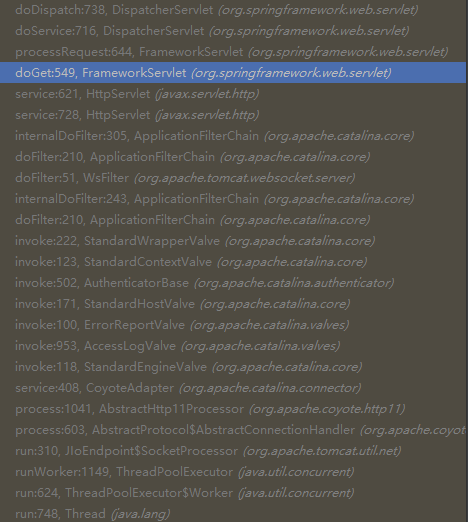 doDispatch:738, DispatcherServlet (org.springframework.web.servlet)
doService:716, DispatcherServlet (org.springframework.web.servlet)
processRequest:644, FrameworkServlet (org.springframework.web.servlet)
doGet:549, FrameworkServlet (org.springframework.web.servlet)
service:621, HttpServlet (javax.servlet.http)
service:728, HttpServlet (javax.servlet.http)
internalDoFilter:305, ApplicationFilterChain (org.apache.catalina.core)
doFilter:210, ApplicationFilterChain (org.apache.catalina.core)
doFilter:51, WsFilter (org.apache.tomcat.websocket.server)
internalDoFilter:243, ApplicationFilterChain (org.apache.catalina.core)
doFilter:210, ApplicationFilterChain (org.apache.catalina.core)
invoke:222, StandardWrapperValve (org.apache.catalina.core)
invoke:123, StandardContextValve (org.apache.catalina.core)
invoke:502, AuthenticatorBase (org.apache.catalina.authenticator)
invoke:171, StandardHostValve (org.apache.catalina.core)
invoke:100, ErrorReportValve (org.apache.catalina.valves)
invoke:953, AccessLogValve (org.apache.catalina.valves)
invoke:118, StandardEngineValve (org.apache.catalina.core)
service:408, CoyoteAdapter (org.apache.catalina.connector)
process:1041, AbstractHttp11Processor (org.apache.coyote.http11)
process:603, AbstractProtocol$AbstractConnectionHandler (org.apache.coyot
run:310, JIoEndpoint$SocketProcessor (org.apache.tomcat.util.net)
runWorker:1149, ThreadPoolExecutor (java.util.concurrent)
run:624, ThreadPoolExecutor$Worker (java.util.concurrent)
run:748, Thread (java.lang)